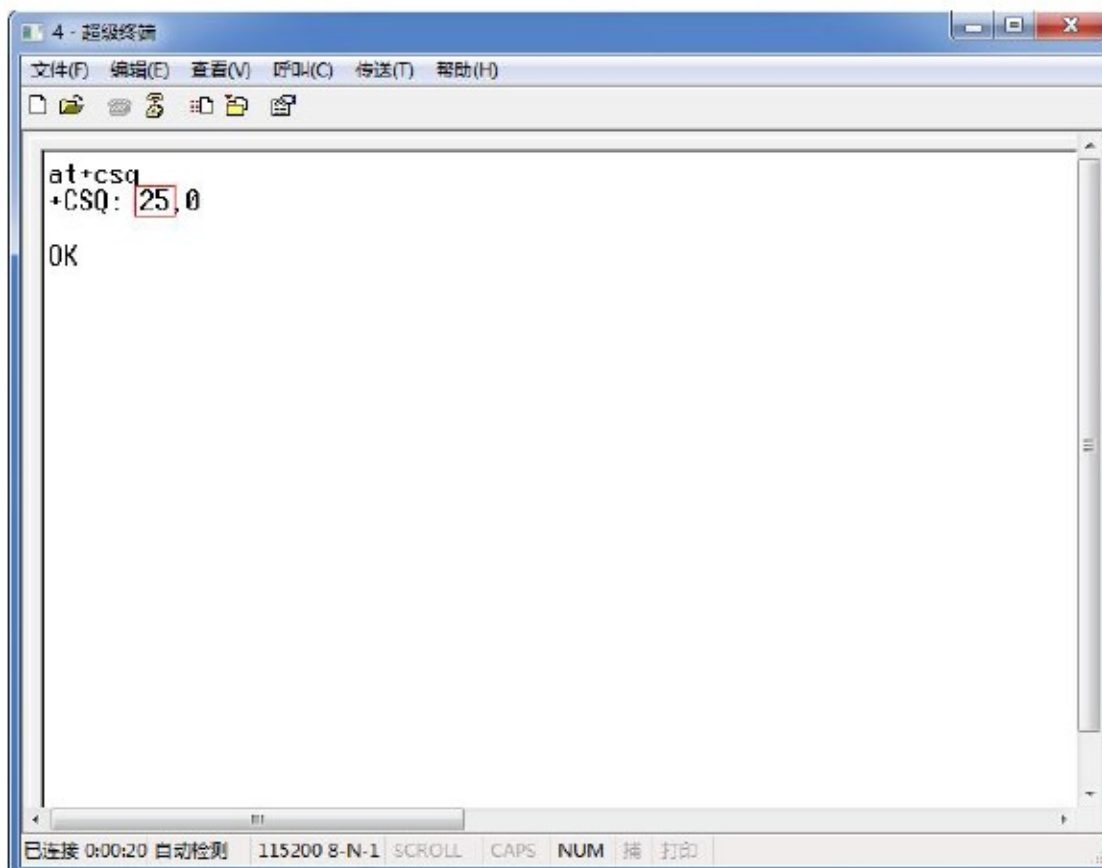 4 - 超级终端
文件(F) 编辑(E) 查看(V) 呼叫(C) 传送(T) 帮助(H)
at+csq
+CSQ: 25,0
OK
已连接 0:00:20 自动检测 115200 8-N-1 SCROLL CAPS NUM 捕 打印